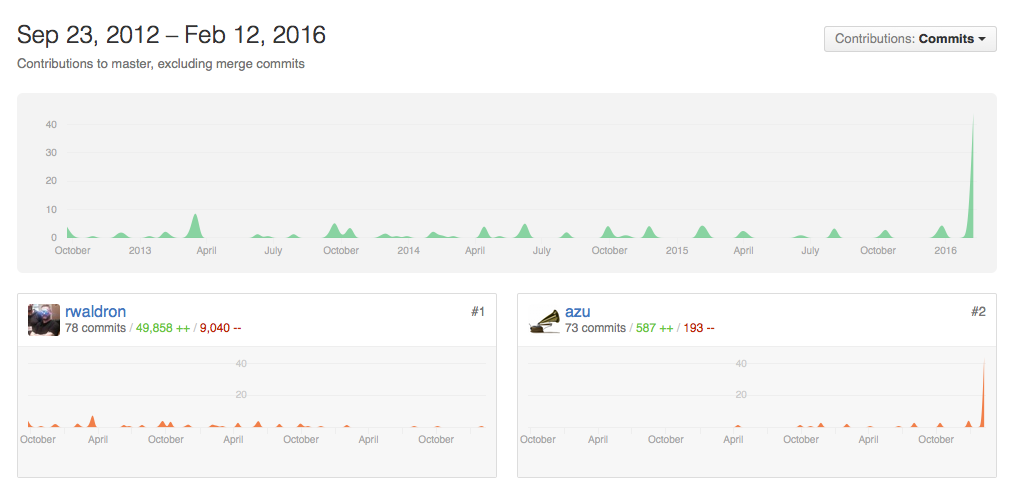 Sep 23, 2012 – Feb 12, 2016
Contributions: Commits
Contributions to master, excluding merge commits
40
30
20
10
0
October 2013 April July October 2014 April July October 2015 April July October 2016
rwaldron #1
78 commits / 49,858 ++ / 9,040 --
40
20
October April October April October April October
azu #2
73 commits / 587 ++ / 193 --
40
20
October April October April October April October